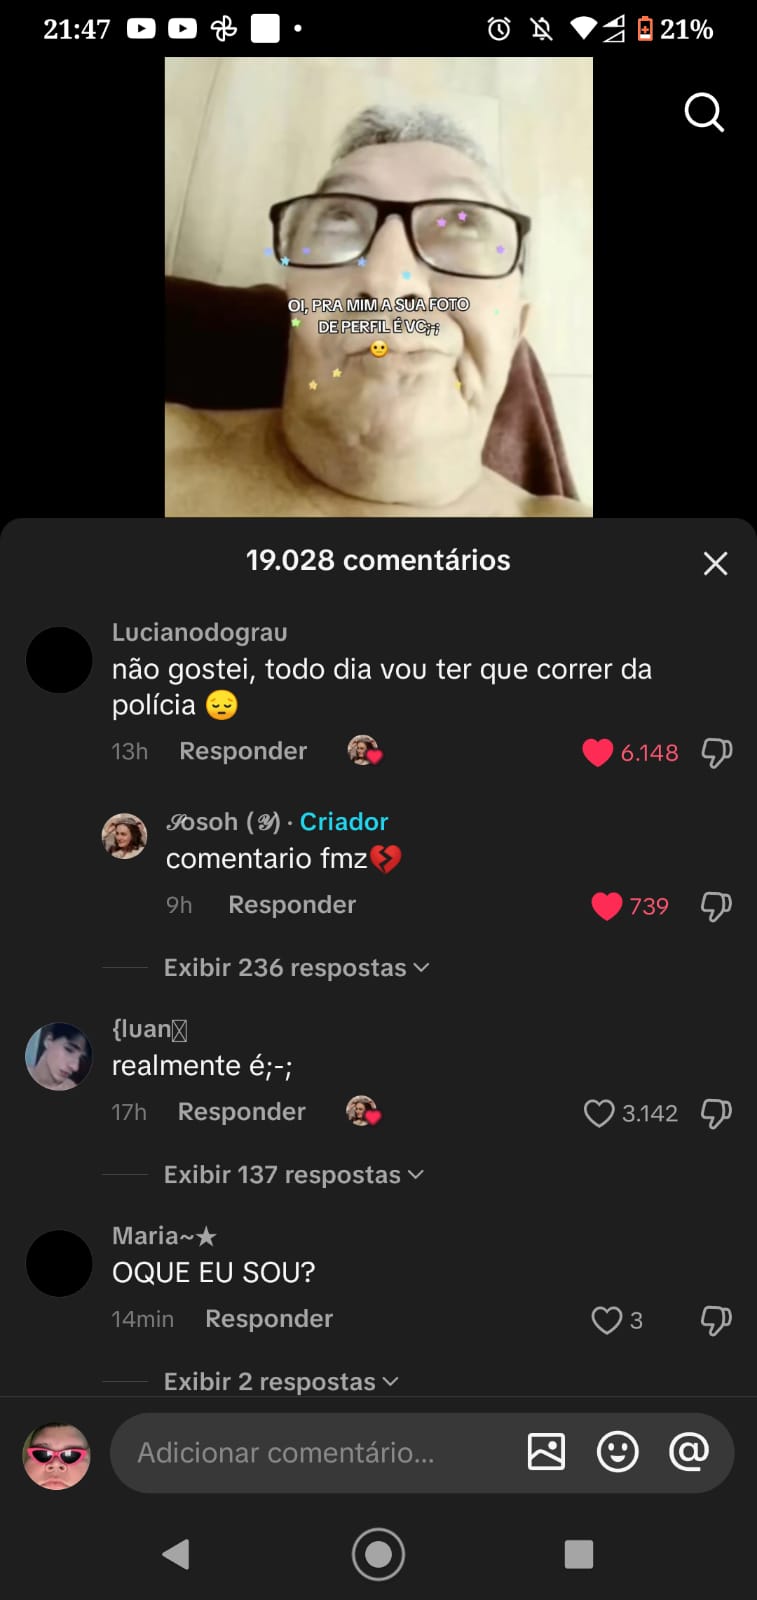 21:47
21%
OI, PRA MIM A SUA FOTO
DE PERFIL É VC;-;
19.028 comentários
Lucianodograu
não gostei, todo dia vou ter que correr da
polícia 😔
13h Responder 6.148
𝒮osoh (𝒴) · Criador
comentario fmz💔
9h Responder 739
Exibir 236 respostas
{luan
realmente é;-;
17h Responder 3.142
Exibir 137 respostas
Maria~★
OQUE EU SOU?
14min Responder 3
Exibir 2 respostas
Adicionar comentário... @